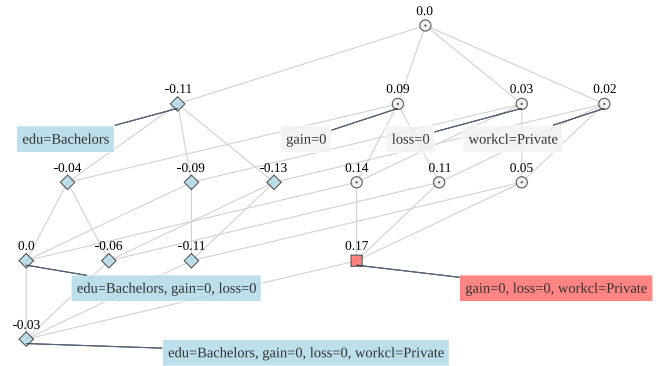 0.0
-0.11
0.09
0.03
0.02
edu=Bachelors
gain=0
loss=0
workcl=Private
-0.04
-0.09
-0.13
0.14
0.11
0.05
0.0
-0.06
-0.11
0.17
edu=Bachelors, gain=0, loss=0
gain=0, loss=0, workcl=Private
-0.03
edu=Bachelors, gain=0, loss=0, workcl=Private